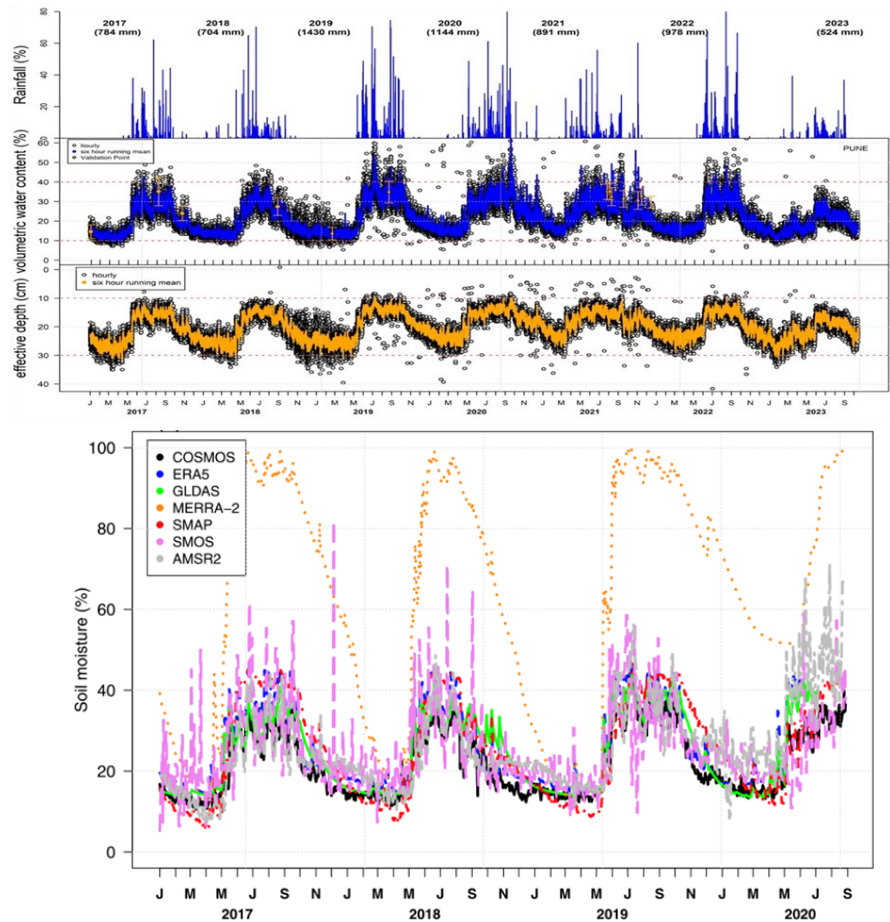 2017 2018 2019 2020 2021 2022 2023
(784 mm) (704 mm) (1430 mm) (1144 mm) (891 mm) (978 mm) (524 mm)
Rainfall (%)
80
60
40
20
0
volumetric water content (%)
hourly
six hour running mean
Validation Point
PUNE
60
50
40
30
20
10
0
effective depth (cm)
hourly
six hour running mean
0
10
20
30
40
J M M J S N J M M J S N J M M J S N J M M J S N J M M J S N J M M J S N J M M J S
2017 2018 2019 2020 2021 2022 2023
Soil moisture (%)
COSMOS
ERA5
GLDAS
MERRA-2
SMAP
SMOS
AMSR2
100
80
60
40
20
0
J M M J S N J M M J S N J M M J S N J M M J S
2017 2018 2019 2020